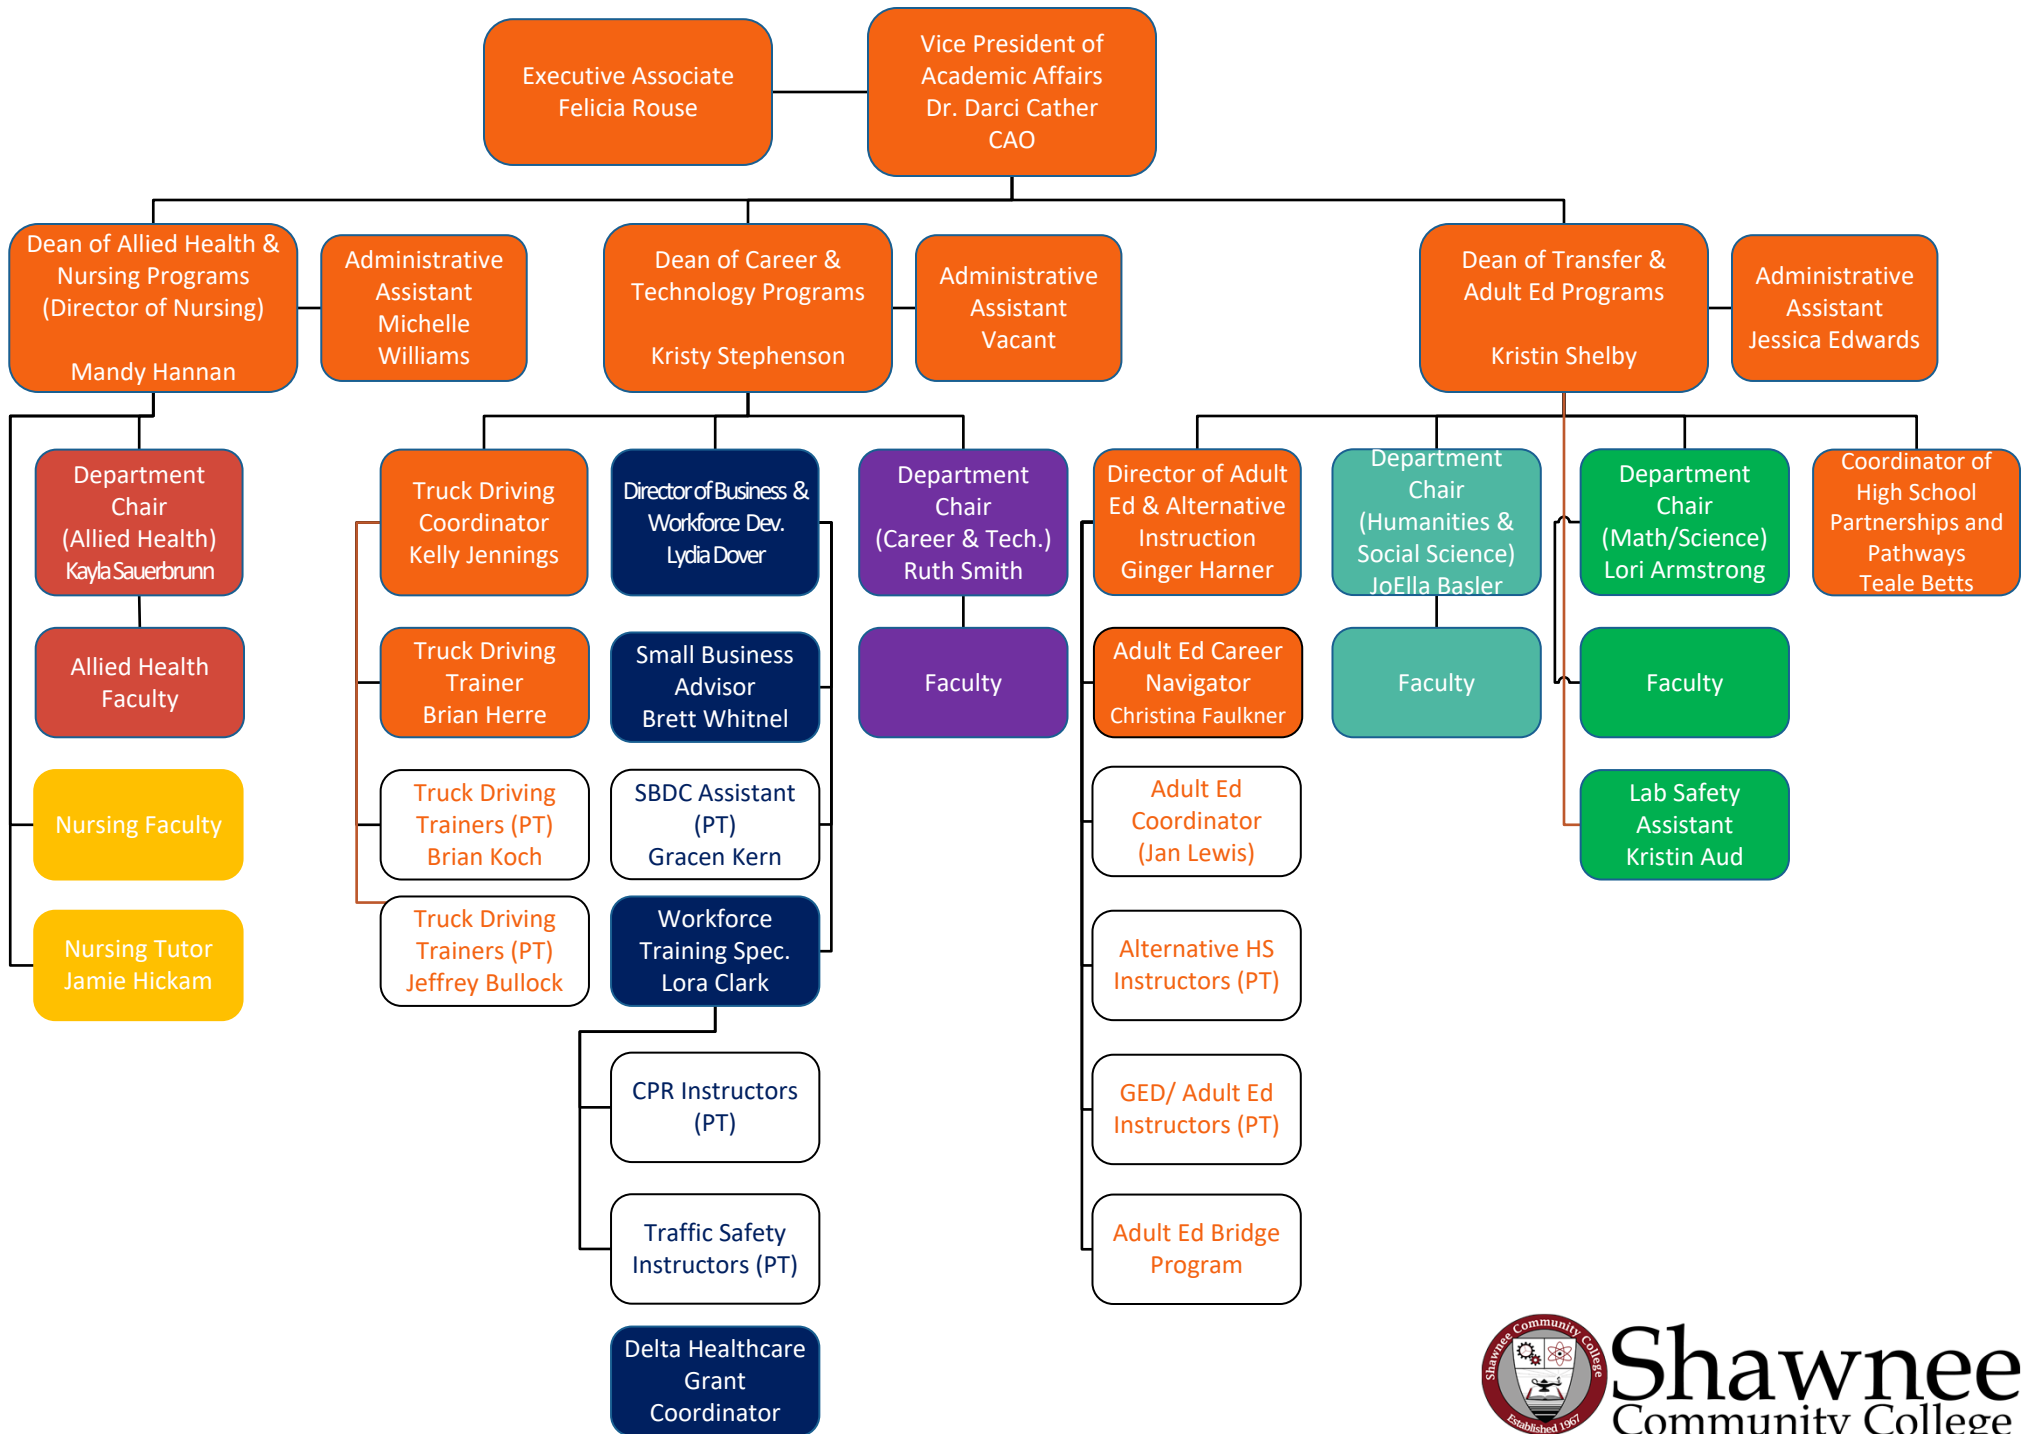 Executive Associate
Felicia Rouse
Vice President of
Academic Affairs
Dr. Darci Cather
CAO
Dean of Allied Health &
Nursing Programs
(Director of Nursing)
Mandy Hannan
Administrative
Assistant
Michelle
Williams
Dean of Career &
Technology Programs
Kristy Stephenson
Administrative
Assistant
Vacant
Dean of Transfer &
Adult Ed Programs
Kristin Shelby
Administrative
Assistant
Jessica Edwards
Department
Chair
(Allied Health)
Kayla Sauerbrunn
Truck Driving
Coordinator
Kelly Jennings
Director of Business &
Workforce Dev.
Lydia Dover
Department
Chair
(Career & Tech.)
Ruth Smith
Director of Adult
Ed & Alternative
Instruction
Ginger Harner
Department
Chair
(Humanities &
Social Science)
JoElla Basler
Department
Chair
(Math/Science)
Lori Armstrong
Coordinator of
High School
Partnerships and
Pathways
Teale Betts
Allied Health
Faculty
Truck Driving
Trainer
Brian Herre
Small Business
Advisor
Brett Whitnel
Faculty
Adult Ed Career
Navigator
Christina Faulkner
Faculty
Faculty
Nursing Faculty
Truck Driving
Trainers (PT)
Brian Koch
SBDC Assistant
(PT)
Gracen Kern
Adult Ed
Coordinator
(Jan Lewis)
Lab Safety
Assistant
Kristin Aud
Nursing Tutor
Jamie Hickam
Truck Driving
Trainers (PT)
Jeffrey Bullock
Workforce
Training Spec.
Lora Clark
Alternative HS
Instructors (PT)
CPR Instructors
(PT)
GED/ Adult Ed
Instructors (PT)
Traffic Safety
Instructors (PT)
Adult Ed Bridge
Program
Delta Healthcare
Grant
Coordinator
Shawnee Community College
Established 1967
Shawnee
Community College